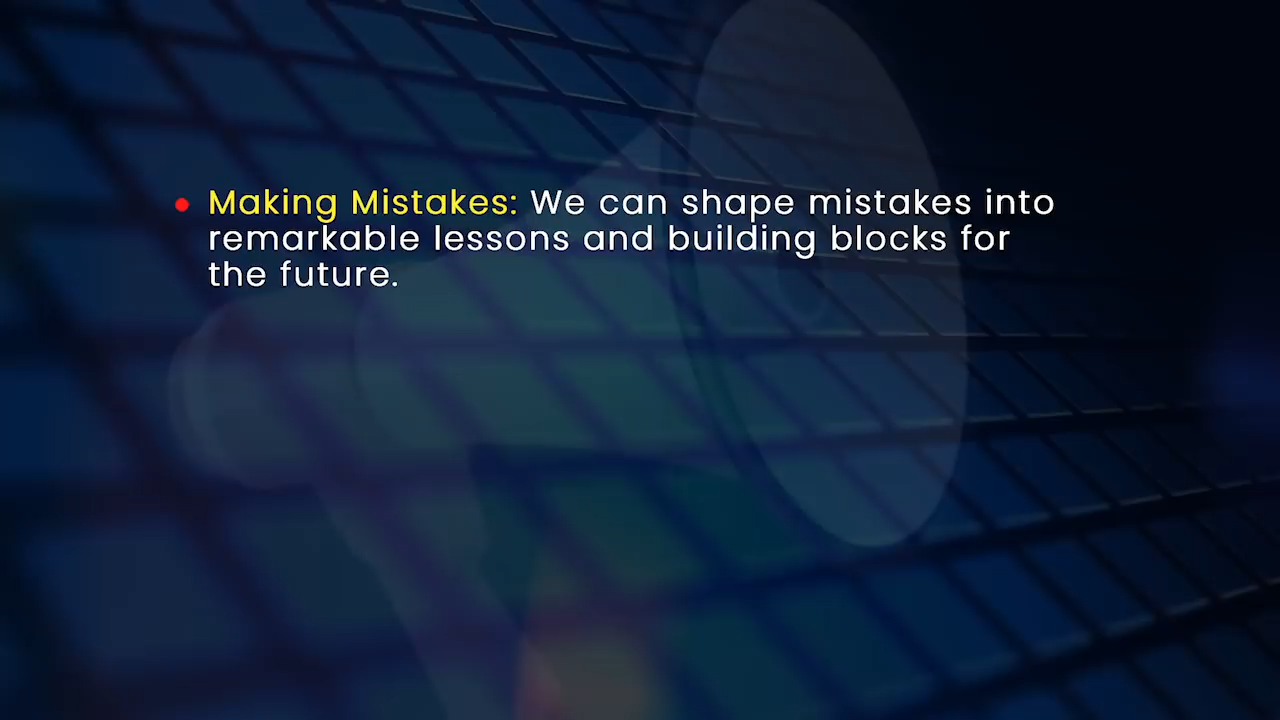 Making Mistakes: We can shape mistakes into
remarkable lessons and building blocks for
the future.